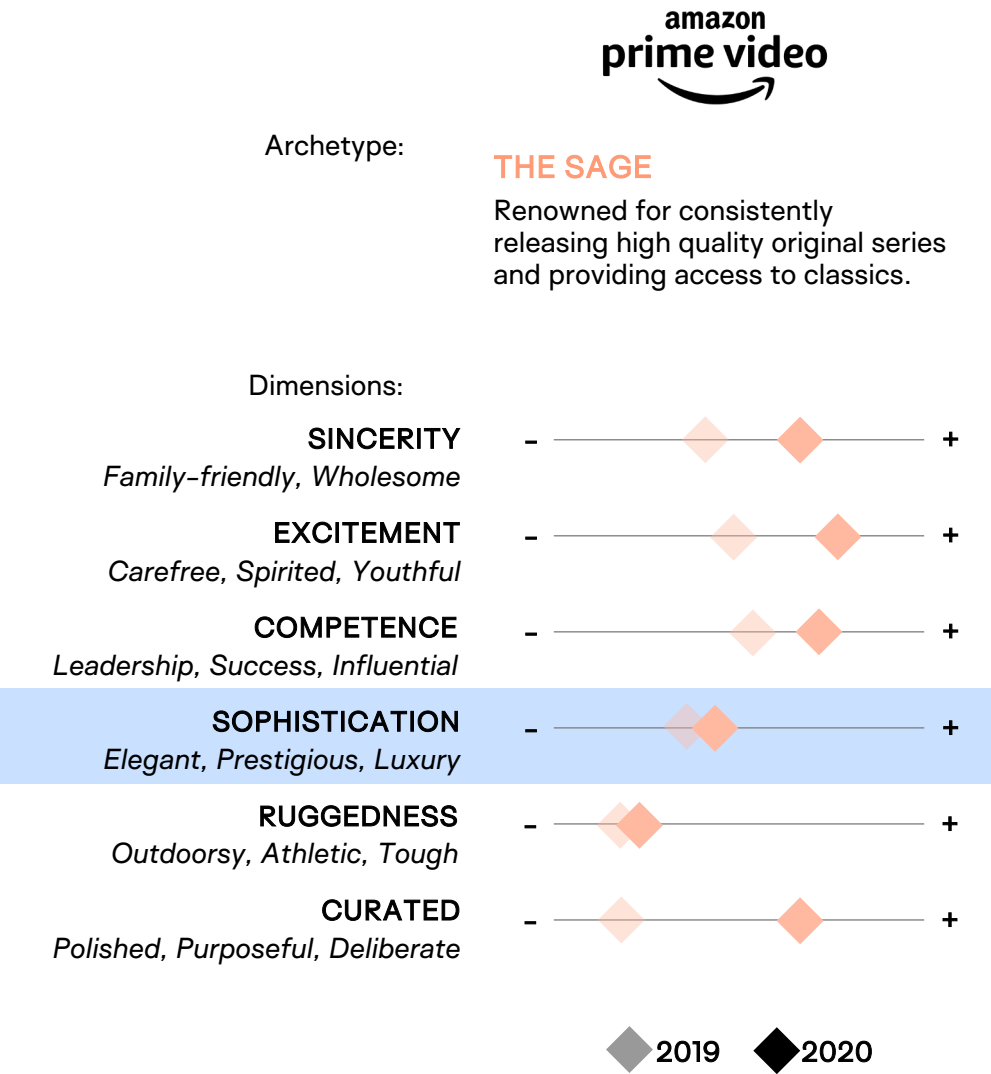 amazon
prime video
Archetype:
THE SAGE
Renowned for consistently
releasing high quality original series
and providing access to classics.
Dimensions:
SINCERITY
- +
Family-friendly, Wholesome
EXCITEMENT
- +
Carefree, Spirited, Youthful
COMPETENCE
- +
Leadership, Success, Influential
SOPHISTICATION
- +
Elegant, Prestigious, Luxury
RUGGEDNESS
- +
Outdoorsy, Athletic, Tough
CURATED
- +
Polished, Purposeful, Deliberate
2019 2020